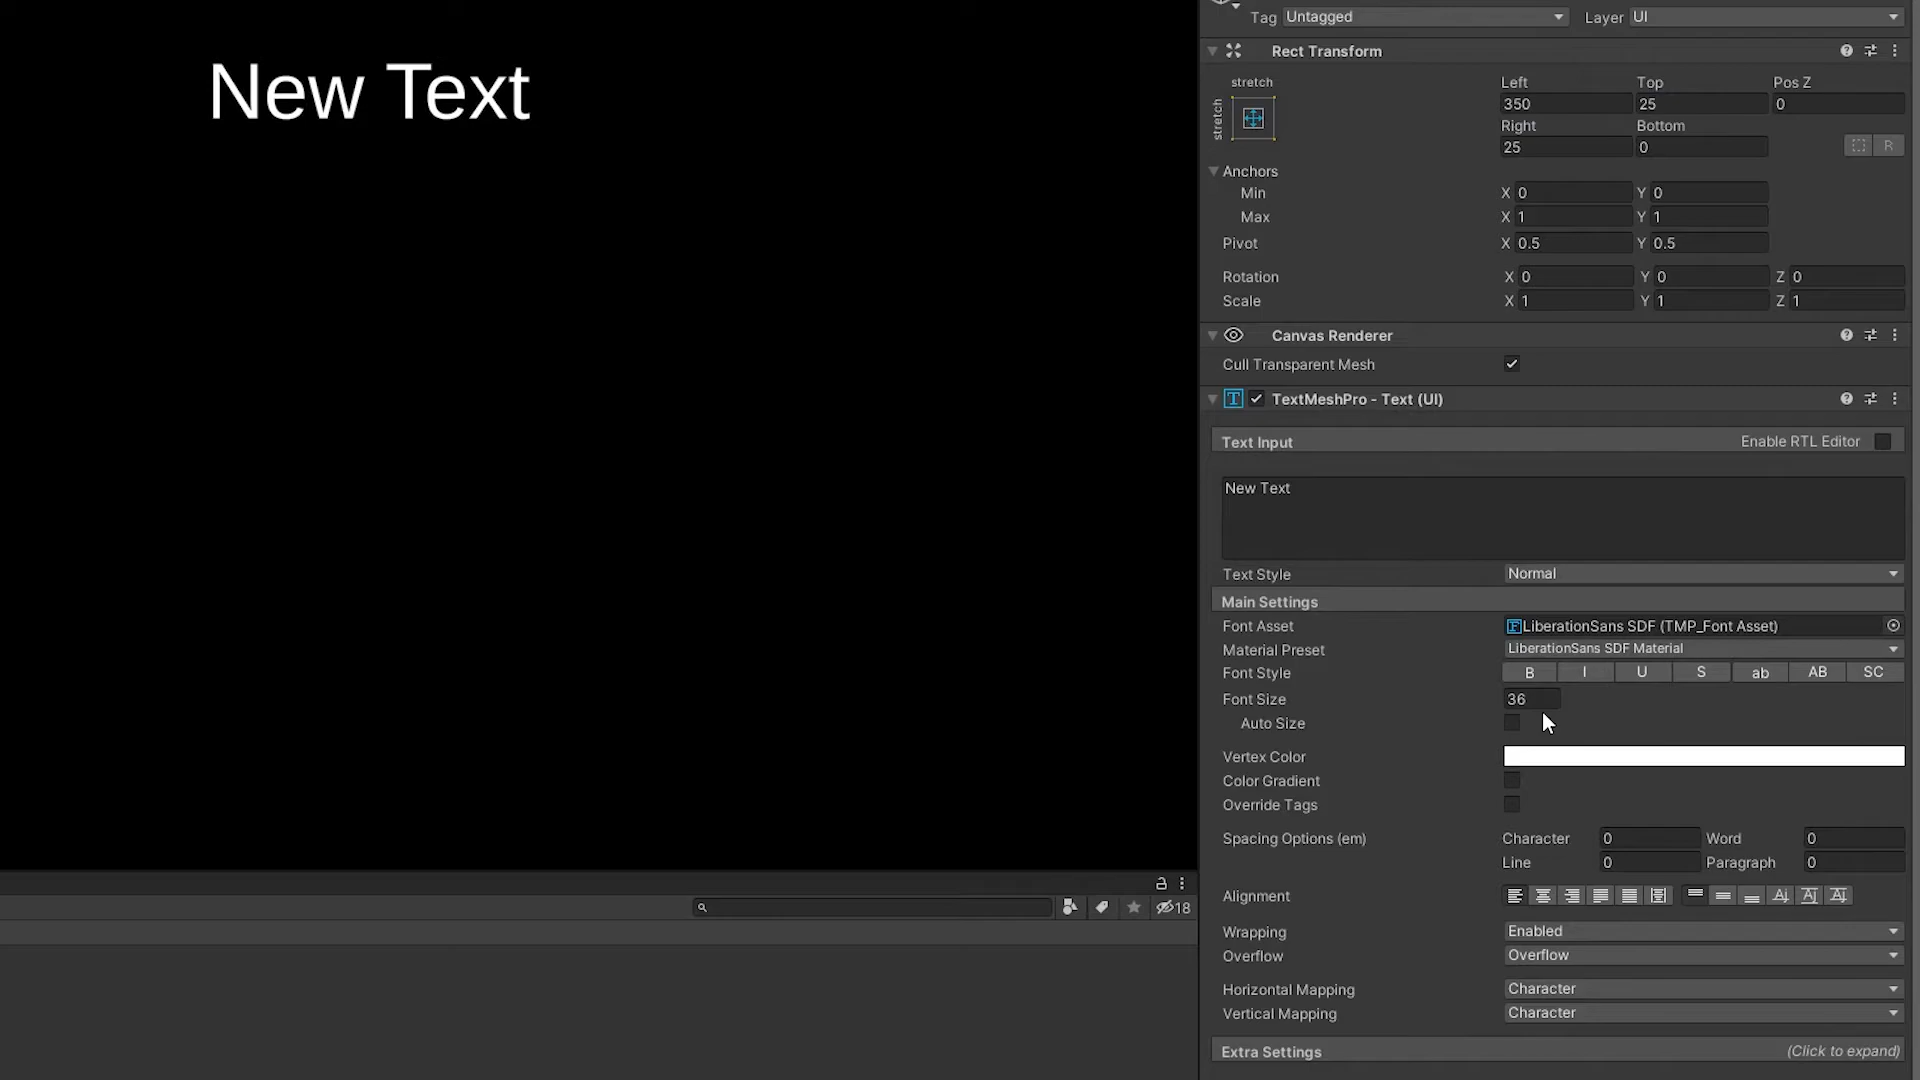 New Text
Tag Untagged Layer UI
Rect Transform
stretch Left Top Pos Z
stretch 350 25 0
Right Bottom
25 0 R
Anchors
Min X 0 Y 0
Max X 1 Y 1
Pivot X 0.5 Y 0.5
Rotation X 0 Y 0 Z 0
Scale X 1 Y 1 Z 1
Canvas Renderer
Cull Transparent Mesh
TextMeshPro - Text (UI)
Text Input Enable RTL Editor
New Text
Text Style Normal
Main Settings
Font Asset LiberationSans SDF (TMP_Font Asset)
Material Preset LiberationSans SDF Material
Font Style B I U S ab AB SC
Font Size 36
Auto Size
Vertex Color
Color Gradient
Override Tags
Spacing Options (em) Character 0 Word 0
Line 0 Paragraph 0
Alignment
Wrapping Enabled
Overflow Overflow
Horizontal Mapping Character
Vertical Mapping Character
Extra Settings (Click to expand)
18